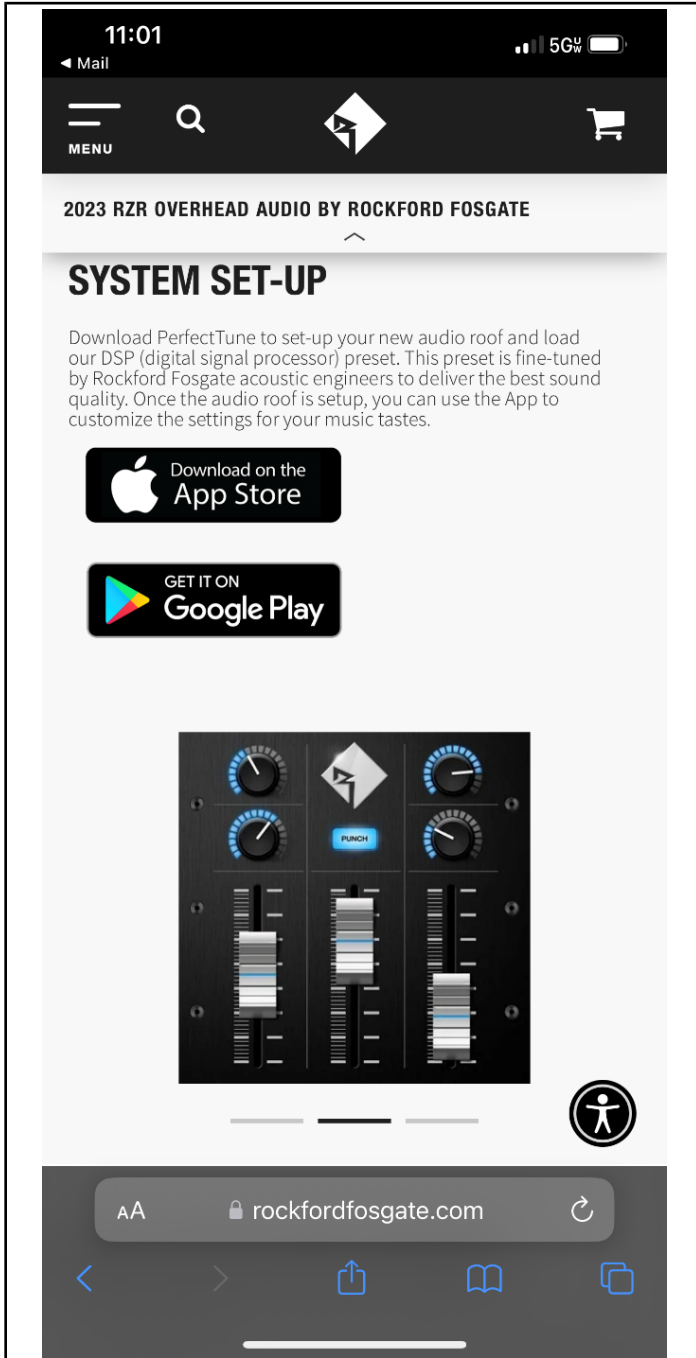 11:01
◀ Mail
5GUW
MENU
2023 RZR OVERHEAD AUDIO BY ROCKFORD FOSGATE
SYSTEM SET-UP
Download PerfectTune to set-up your new audio roof and load
our DSP (digital signal processor) preset. This preset is fine-tuned
by Rockford Fosgate acoustic engineers to deliver the best sound
quality. Once the audio roof is setup, you can use the App to
customize the settings for your music tastes.
Download on the
App Store
GET IT ON
Google Play
PUNCH
AA
rockfordfosgate.com